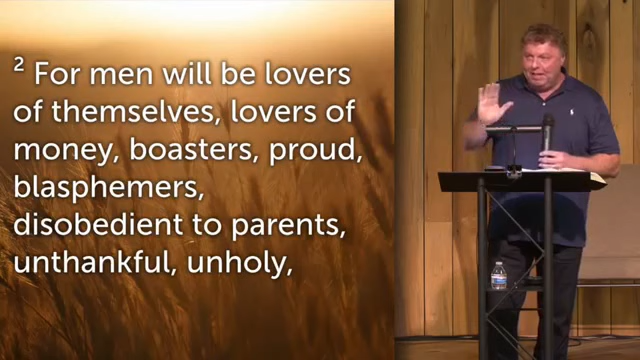 ² For men will be lovers
of themselves, lovers of
money, boasters, proud,
blasphemers,
disobedient to parents,
unthankful, unholy,